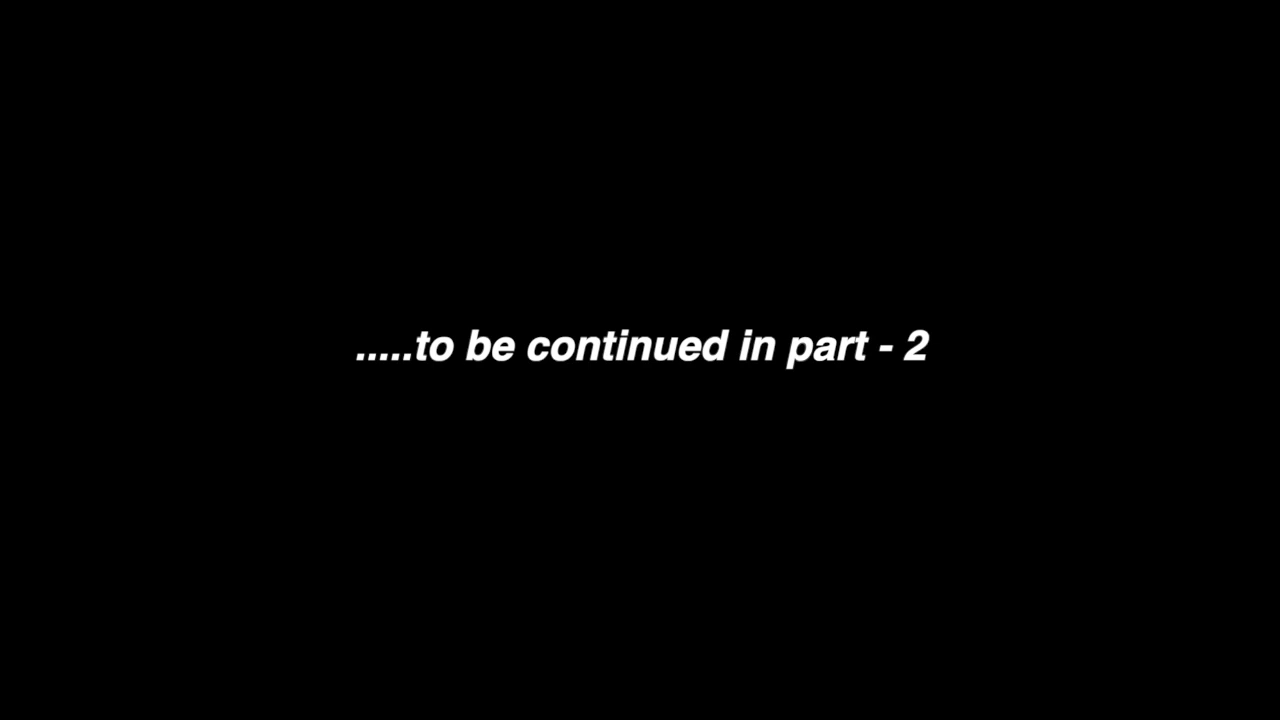 .....to be continued in part - 2